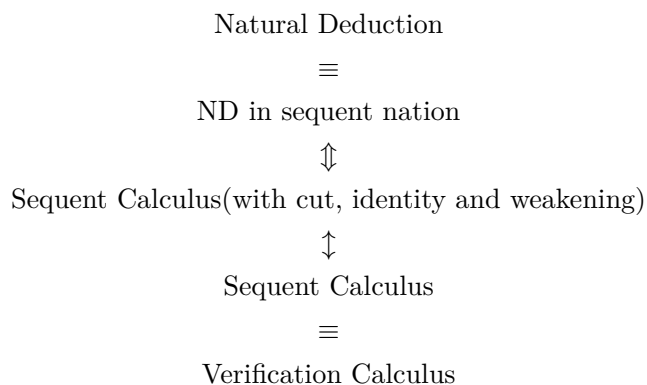 Natural Deduction
≡
ND in sequent nation
⇕
Sequent Calculus(with cut, identity and weakening)
↕
Sequent Calculus
≡
Verification Calculus